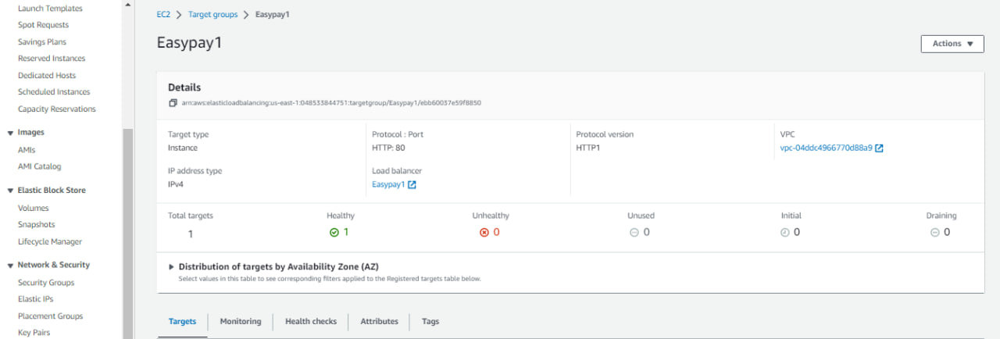 Launch Templates
Spot Requests
Savings Plans
Reserved Instances
Dedicated Hosts
Scheduled Instances
Capacity Reservations
Images
AMIs
AMI Catalog
Elastic Block Store
Volumes
Snapshots
Lifecycle Manager
Network & Security
Security Groups
Elastic IPs
Placement Groups
Key Pairs
EC2 > Target groups > Easypay1
Easypay1
Actions
Details
arn:aws:elasticloadbalancing:us-east-1:048533844751:targetgroup/Easypay1/ebb60037e59f8850
Target type Protocol : Port Protocol version VPC
Instance HTTP: 80 HTTP1 vpc-04ddc4966770d88a9
IP address type Load balancer
IPv4 Easypay1
Total targets Healthy Unhealthy Unused Initial Draining
1 1 0 0 0 0
Distribution of targets by Availability Zone (AZ)
Select values in this table to see corresponding filters applied to the Registered targets table below.
Targets Monitoring Health checks Attributes Tags